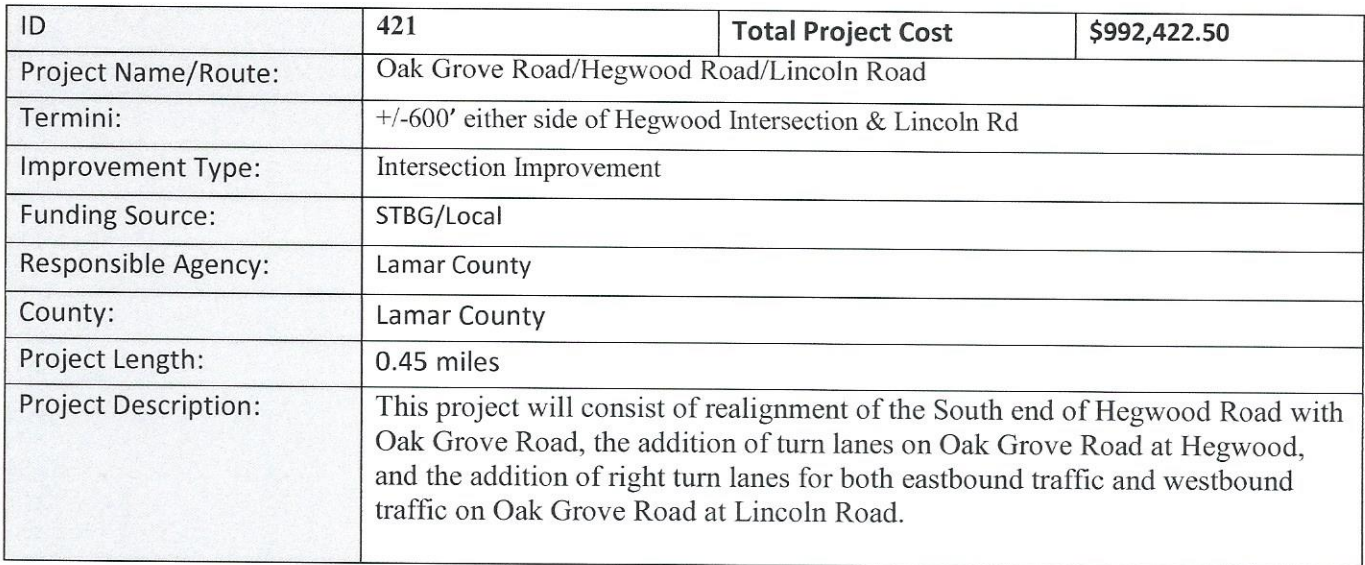 ID 421 Total Project Cost $992,422.50
Project Name/Route: Oak Grove Road/Hegwood Road/Lincoln Road
Termini: +/-600' either side of Hegwood Intersection & Lincoln Rd
Improvement Type: Intersection Improvement
Funding Source: STBG/Local
Responsible Agency: Lamar County
County: Lamar County
Project Length: 0.45 miles
Project Description: This project will consist of realignment of the South end of Hegwood Road with
Oak Grove Road, the addition of turn lanes on Oak Grove Road at Hegwood,
and the addition of right turn lanes for both eastbound traffic and westbound
traffic on Oak Grove Road at Lincoln Road.